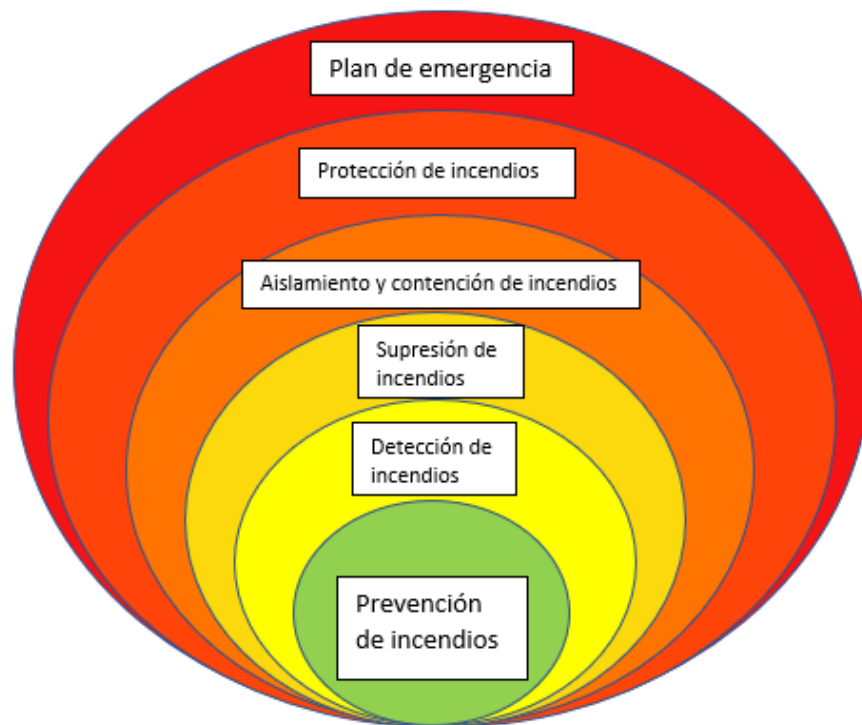 Plan de emergencia
Protección de incendios
Aislamiento y contención de incendios
Supresión de
incendios
Detección de
incendios
Prevención
de incendios